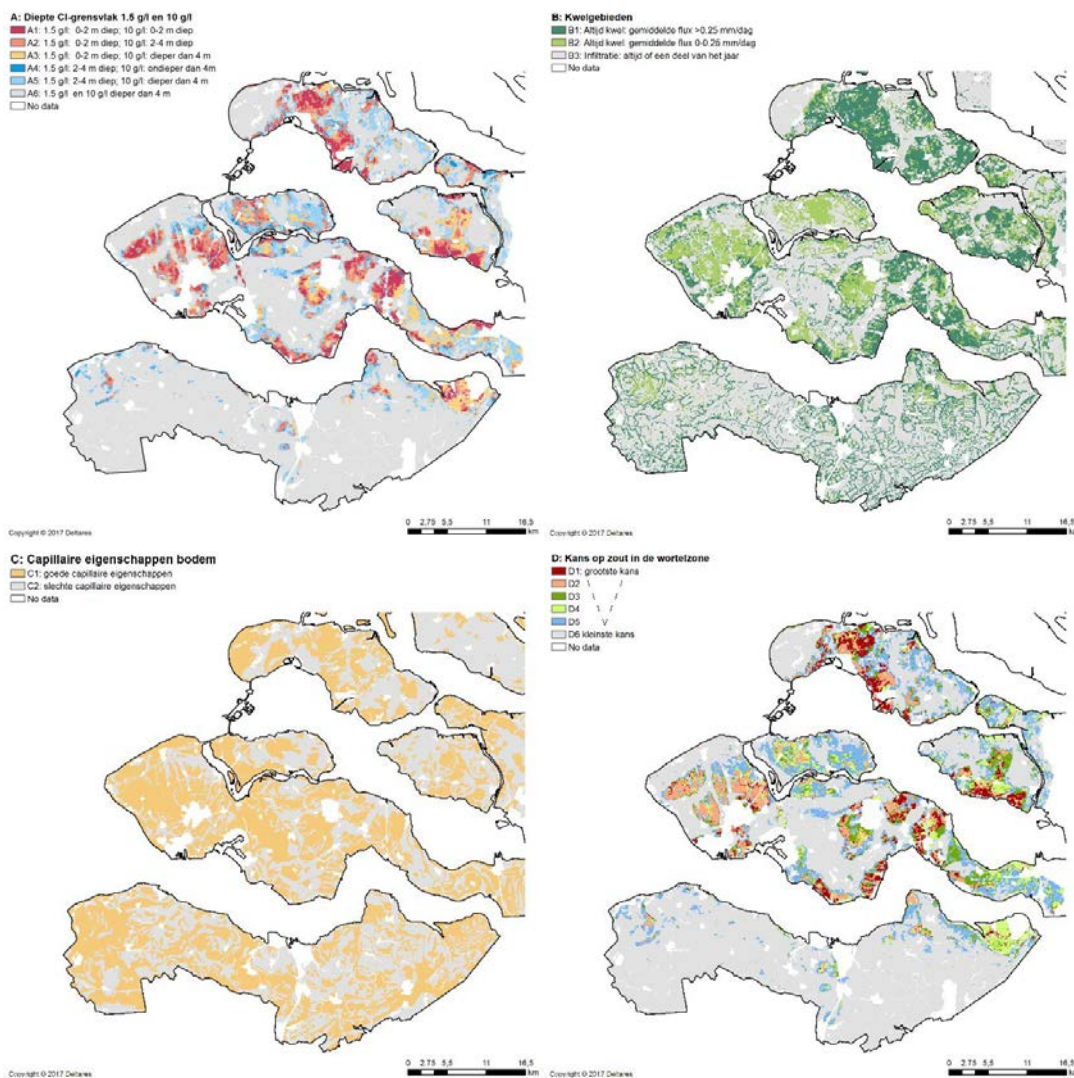 A: Diepte Cl-grensvlak 1.5 g/l en 10 g/l
A1: 1.5 g/l: 0-2 m diep; 10 g/l: 0-2 m diep
A2: 1.5 g/l: 0-2 m diep; 10 g/l: 2-4 m diep
A3: 1.5 g/l: 0-2 m diep; 10 g/l: dieper dan 4 m
A4: 1.5 g/l: 2-4 m diep; 10 g/l: ondieper dan 4m
A5: 1.5 g/l: 2-4 m diep; 10 g/l: dieper dan 4 m
A6: 1.5 g/l en 10 g/l dieper dan 4 m
No data
0 2,75 5,5 11 16,5
km
Copyright © 2017 Deltares
B: Kwelgebieden
B1: Altijd kwel: gemiddelde flux >0.25 mm/dag
B2: Altijd kwel: gemiddelde flux 0-0.25 mm/dag
B3: Infiltratie: altijd of een deel van het jaar
No data
0 2,75 5,5 11 16,5
Copyright © 2017 Deltares
C: Capillaire eigenschappen bodem
C1: goede capillaire eigenschappen
C2: slechte capillaire eigenschappen
No data
0 2,75 5,5 11 16,5
km
Copyright © 2017 Deltares
D: Kans op zout in de wortelzone
D1: grootste kans
D2 \ /
D3 \ /
D4 \ /
D5 V
D6 kleinste kans
No data
0 2,75 5,5 11 16,5
Copyright © 2017 Deltares